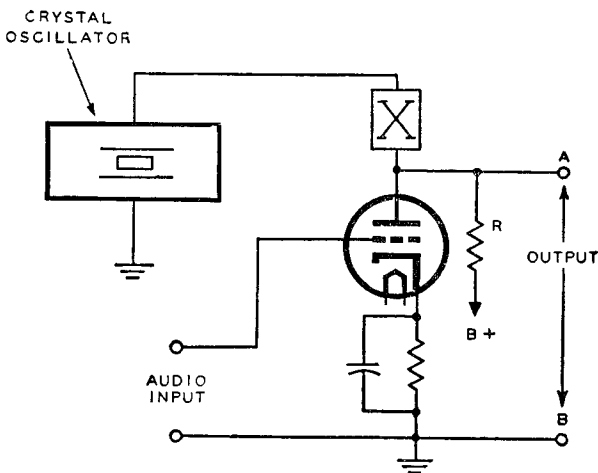 CRYSTAL
OSCILLATOR
X
A
R
OUTPUT
B+
AUDIO
INPUT
B